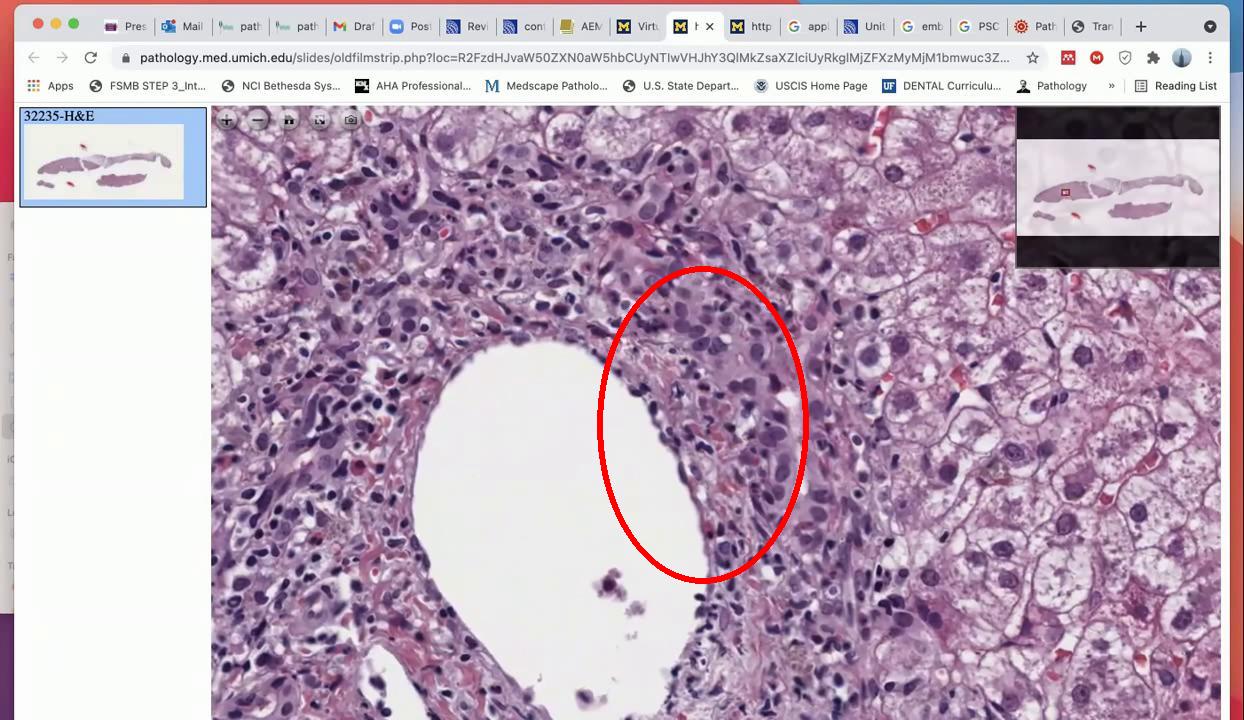 Pres
Mail
path
path
Draf
Post
Revi
conf
AEM
Virtu
http
appl
Unit
emb
PSC
Path
Tran
pathology.med.umich.edu/slides/oldfilmstrip.php?loc=R2FzdHJvaW50ZXN0aW5hbCUyNTIwVHJhY3QlMkZsaXZlciUyRkglMjZFXzMyMjM1bmwuc3Z...
Apps
FSMB STEP 3_Int...
NCI Bethesda Sys...
AHA Professional...
Medscape Patholo...
U.S. State Depart...
USCIS Home Page
DENTAL Curriculu...
Pathology
»
Reading List
32235-H&E